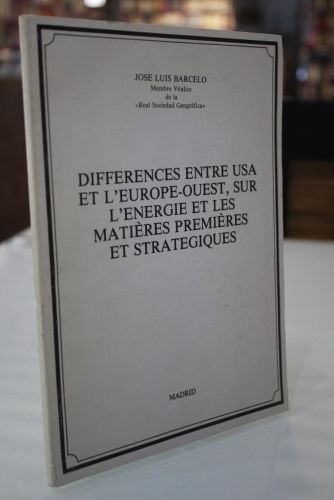 JOSE LUIS BARCELO
Membre Vitalice
de la
«Real Sociedad Geográfica»
DIFFERENCES ENTRE USA
ET L'EUROPE-OUEST, SUR
L'ENERGIE ET LES
MATIÈRES PREMIÈRES
ET STRATEGIQUES
MADRID